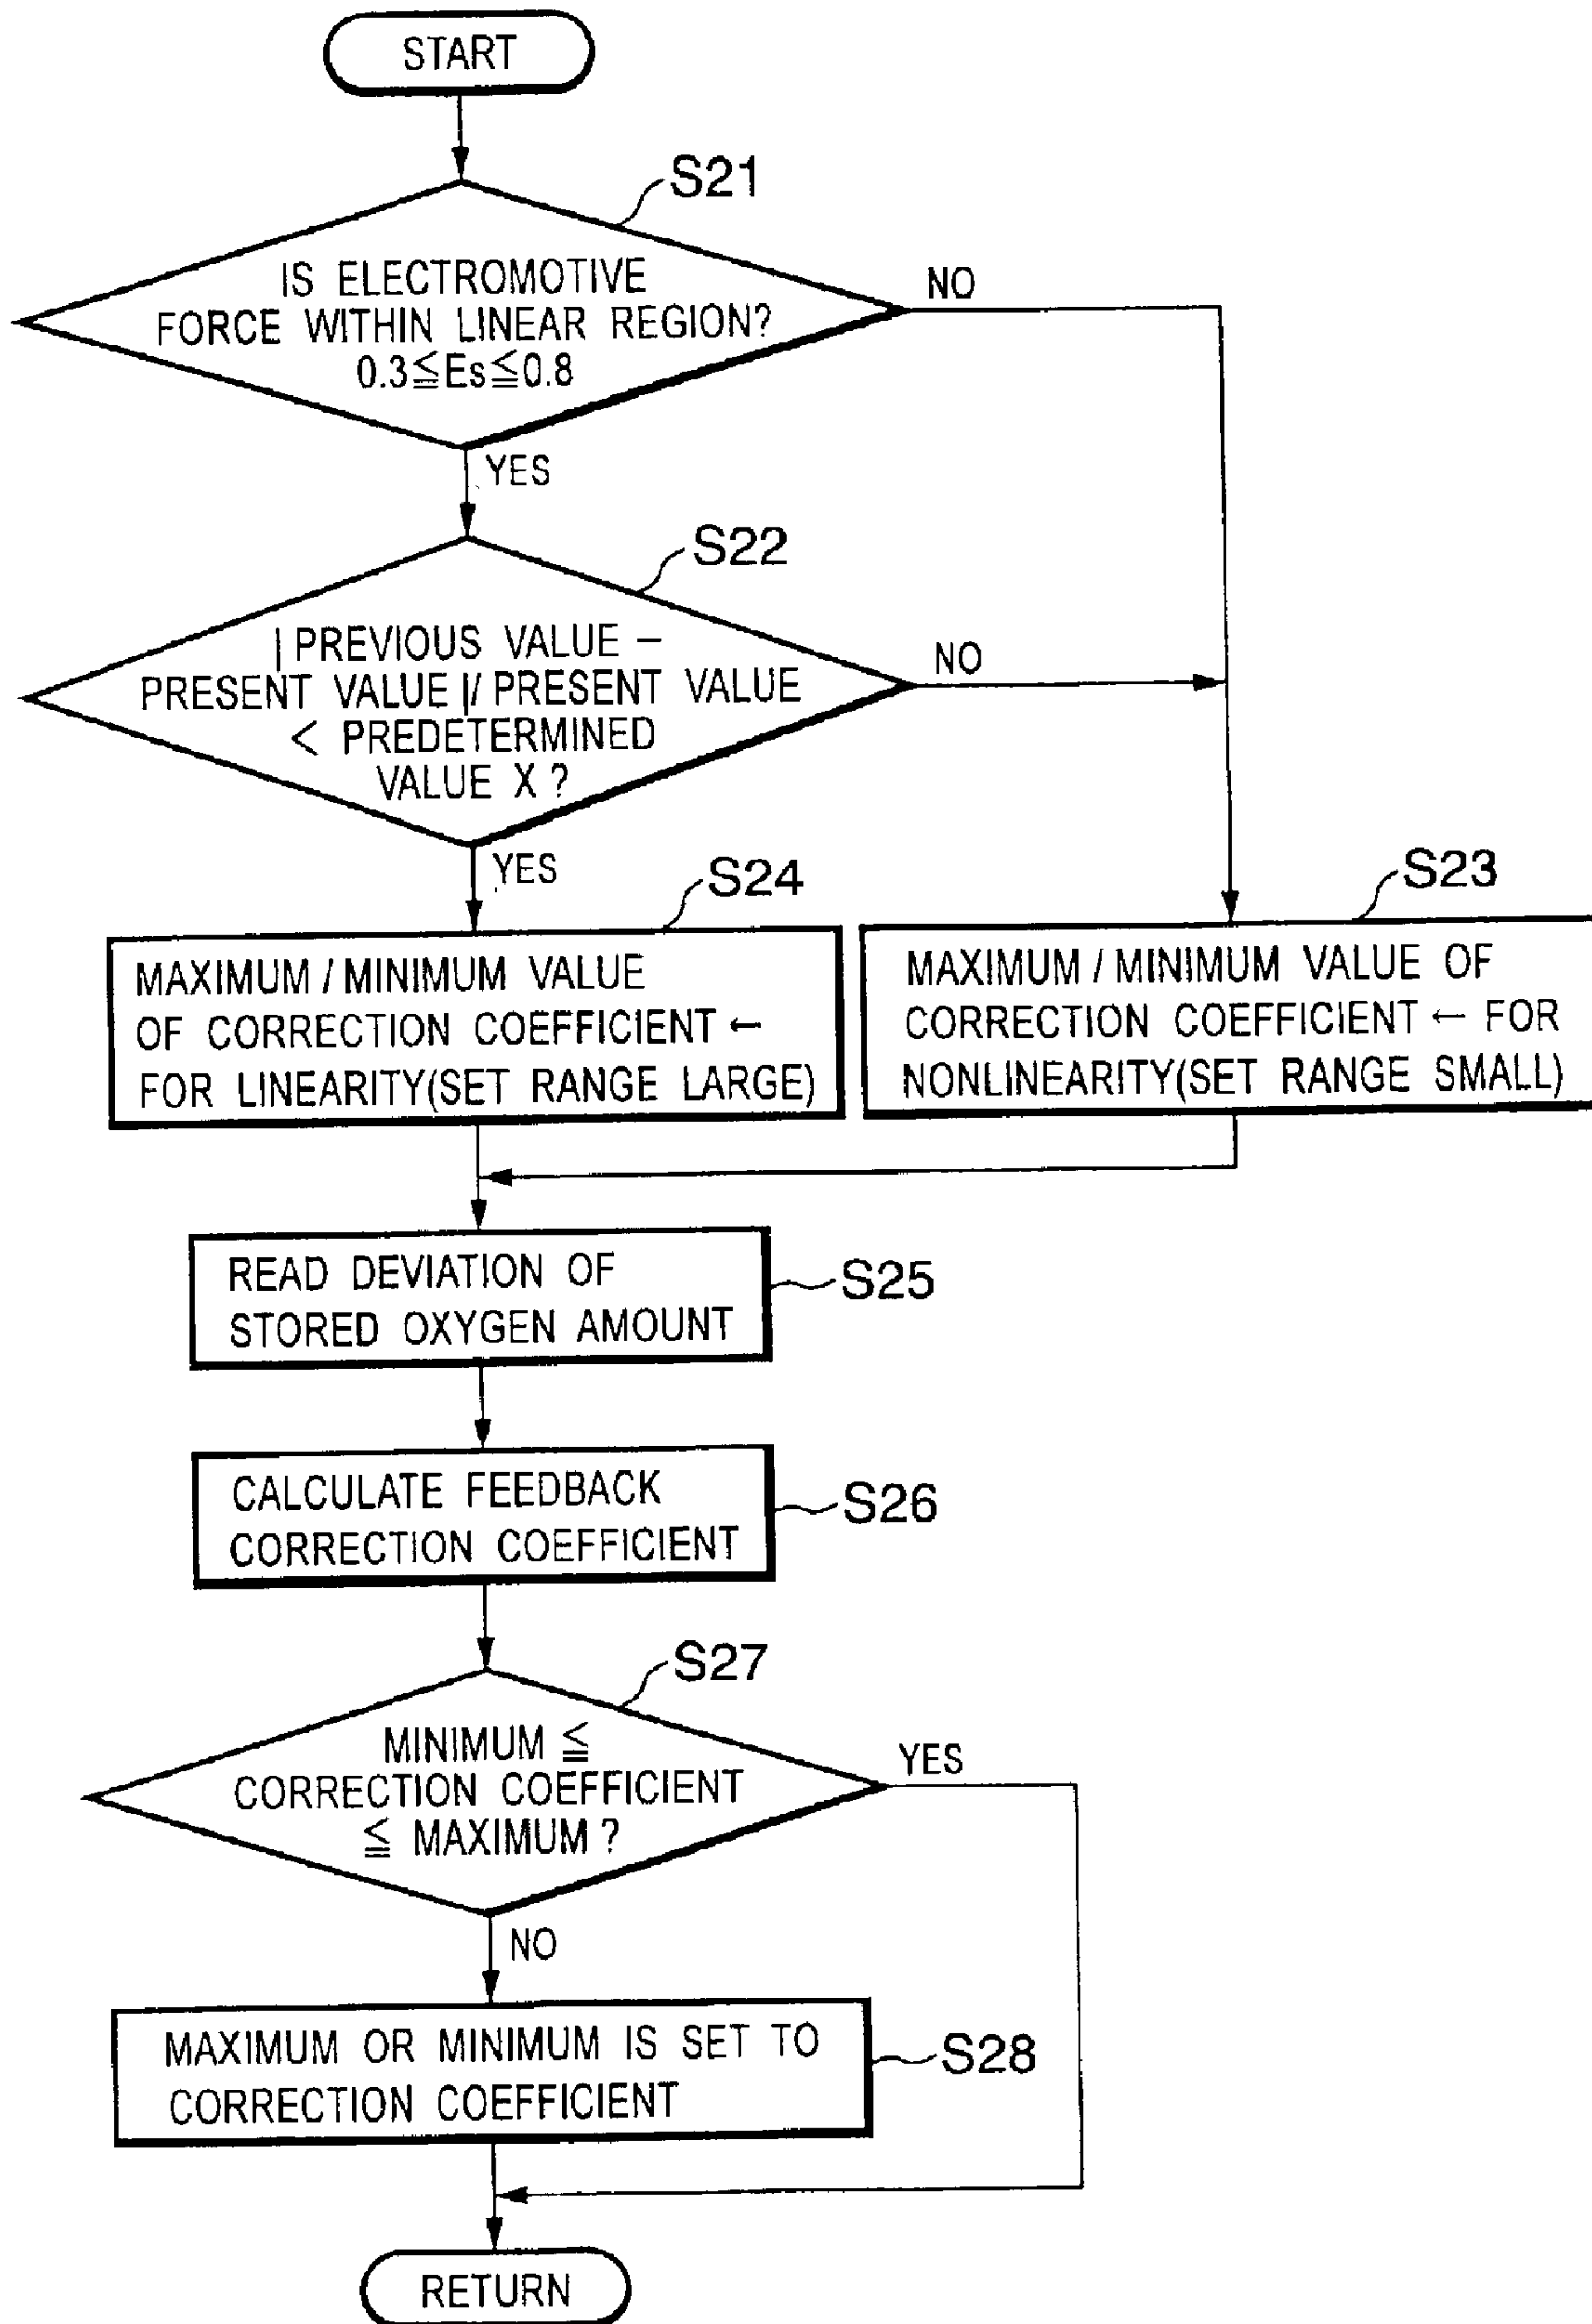 START
S21
IS ELECTROMOTIVE
FORCE WITHIN LINEAR REGION?
0.3≦Es≦0.8
NO
YES
S22
| PREVIOUS VALUE –
PRESENT VALUE |/ PRESENT VALUE
< PREDETERMINED
VALUE X ?
NO
YES
S24
MAXIMUM / MINIMUM VALUE
OF CORRECTION COEFFICIENT ←
FOR LINEARITY(SET RANGE LARGE)
S23
MAXIMUM / MINIMUM VALUE OF
CORRECTION COEFFICIENT ← FOR
NONLINEARITY(SET RANGE SMALL)
READ DEVIATION OF
STORED OXYGEN AMOUNT
S25
CALCULATE FEEDBACK
CORRECTION COEFFICIENT
S26
S27
MINIMUM ≦
CORRECTION COEFFICIENT
≦ MAXIMUM ?
YES
NO
MAXIMUM OR MINIMUM IS SET TO
CORRECTION COEFFICIENT
S28
RETURN